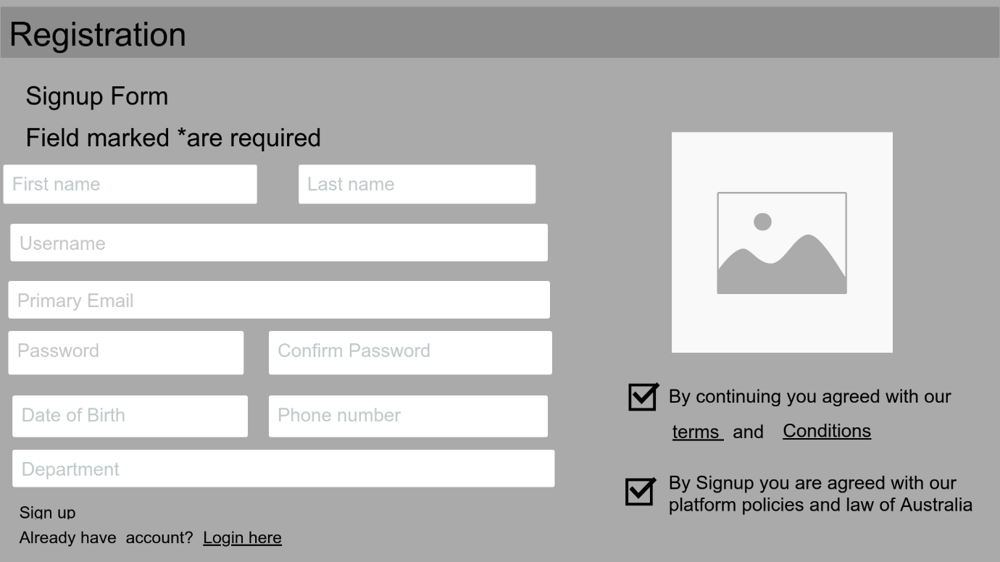 Registration
Signup Form
Field marked *are required
First name
Last name
Username
Primary Email
Password
Confirm Password
Date of Birth
Phone number
Department
Sign up
Already have account? Login here
By continuing you agreed with our
terms and Conditions
By Signup you are agreed with our
platform policies and law of Australia